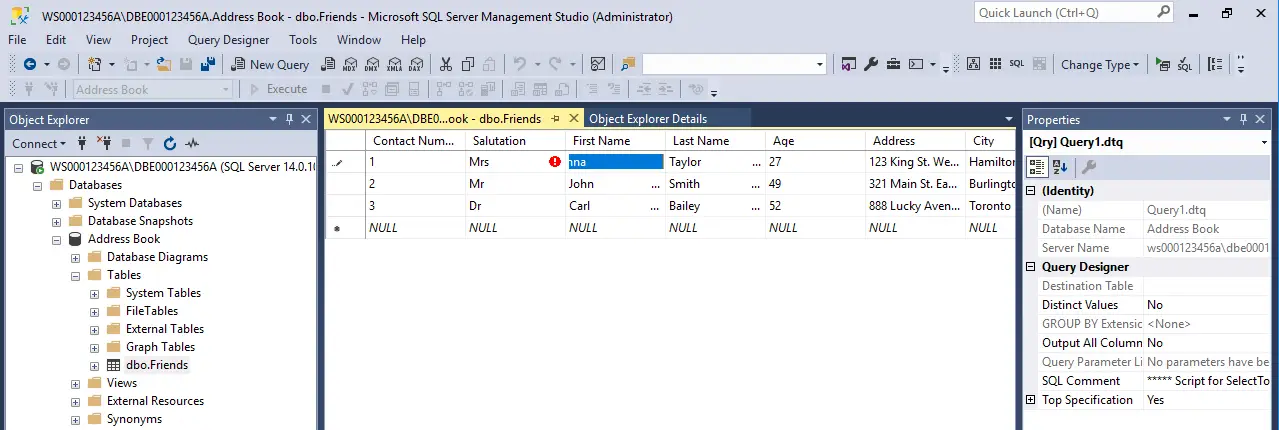 WS000123456A\DBE000123456A.Address Book - dbo.Friends - Microsoft SQL Server Management Studio (Administrator)
Quick Launch (Ctrl+Q)
File Edit View Project Query Designer Tools Window Help
New Query MDX DMX XMLA DAX SQL Change Type SQL
Address Book Execute
Object Explorer
WS000123456A\DBE0...ook - dbo.Friends Object Explorer Details
Properties
Connect
[Qry] Query1.dtq
WS000123456A\DBE000123456A (SQL Server 14.0.10
Databases
System Databases
Database Snapshots
Address Book
Database Diagrams
Tables
System Tables
FileTables
External Tables
Graph Tables
dbo.Friends
Views
External Resources
Synonyms
Contact Num... Salutation First Name Last Name Age Address City
1 Mrs nna Taylor ... 27 123 King St. We... Hamilton
2 Mr John ... Smith ... 49 321 Main St. Ea... Burlingt
3 Dr Carl ... Bailey ... 52 888 Lucky Aven... Toronto
NULL NULL NULL NULL NULL NULL NULL
(Identity)
(Name) Query1.dtq
Database Name Address Book
Server Name ws000123456a\dbe0001
Query Designer
Destination Table
Distinct Values No
GROUP BY Extensic <None>
Output All Column No
Query Parameter Li No parameters have be
SQL Comment ***** Script for SelectTo
Top Specification Yes